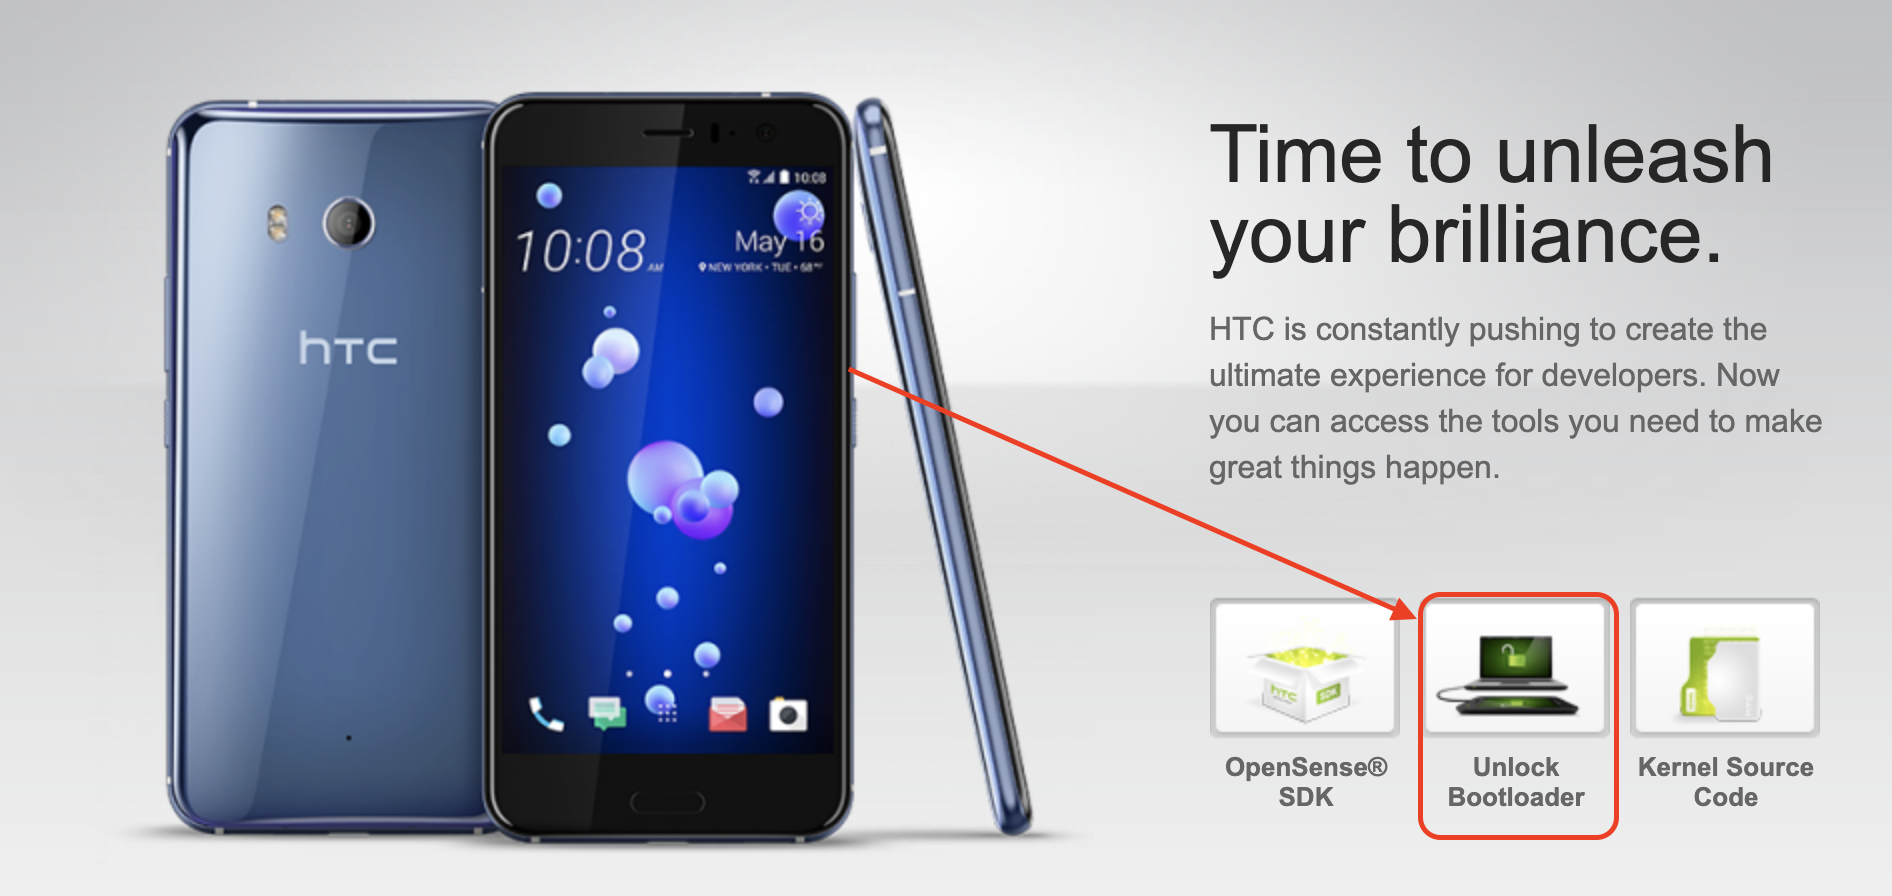 10:08
10:08 AM
May 16
NEW YORK • TUE • 68°F
hTC
Time to unleash
your brilliance.
HTC is constantly pushing to create the
ultimate experience for developers. Now
you can access the tools you need to make
great things happen.
hTC
SDK
OpenSense®
SDK
Unlock
Bootloader
Kernel Source
Code